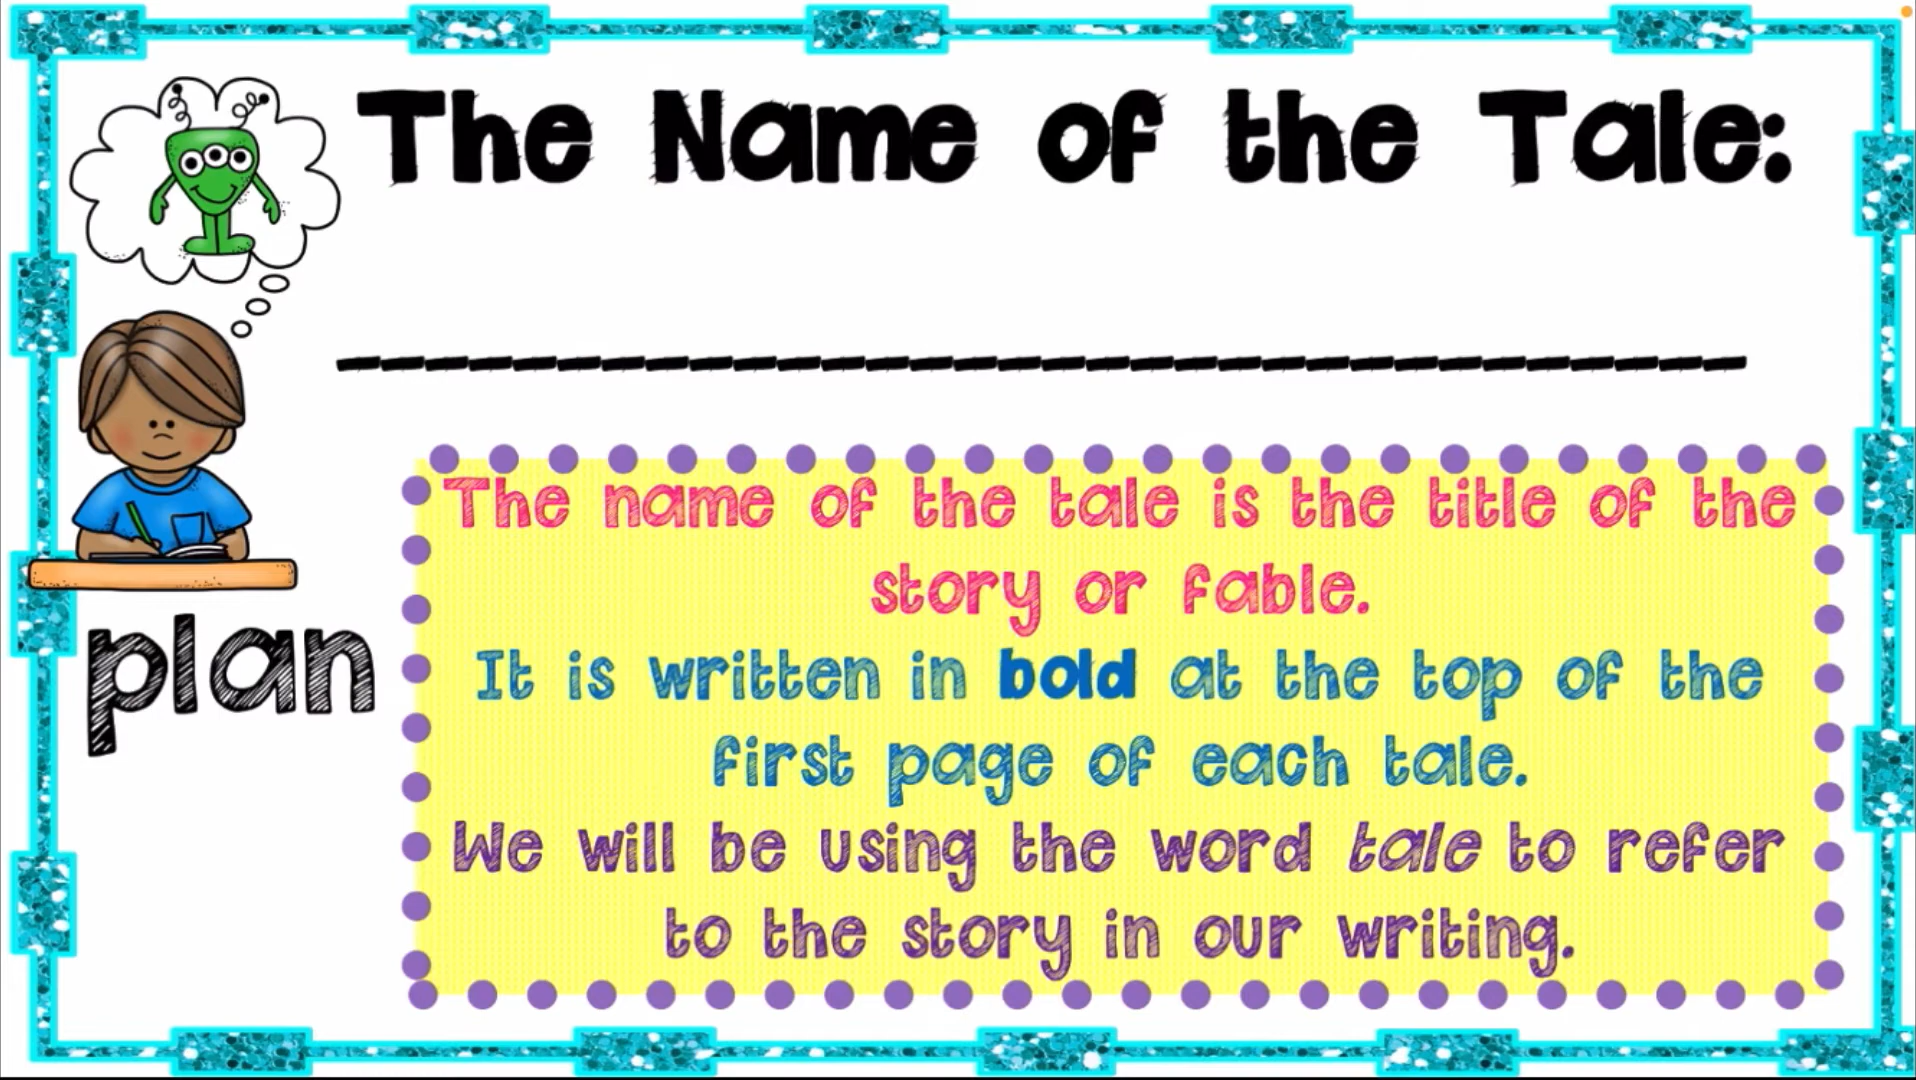 The Name of the Tale:
________________________________
The name of the tale is the title of the
story or fable.
It is written in bold at the top of the
first page of each tale.
We will be using the word tale to refer
to the story in our writing.
plan